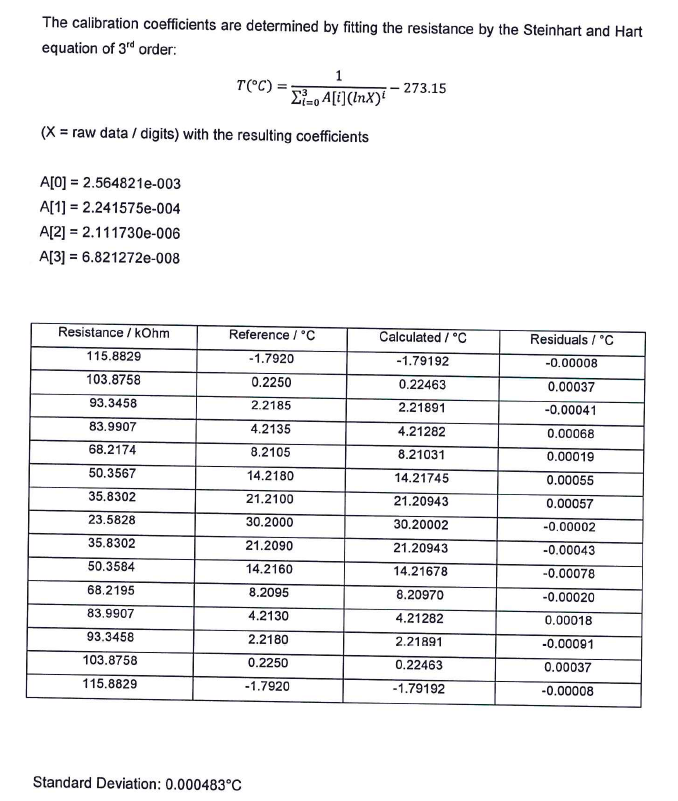 The calibration coefficients are determined by fitting the resistance by the Steinhart and Hart
equation of 3rd order:
T(°C) = 1 / Σ³ᵢ₌₀ A[i](lnX)ⁱ − 273.15
(X = raw data / digits) with the resulting coefficients
A[0] = 2.564821e-003
A[1] = 2.241575e-004
A[2] = 2.111730e-006
A[3] = 6.821272e-008
Resistance / kOhm Reference / °C Calculated / °C Residuals / °C
115.8829 -1.7920 -1.79192 -0.00008
103.8758 0.2250 0.22463 0.00037
93.3458 2.2185 2.21891 -0.00041
83.9907 4.2135 4.21282 0.00068
68.2174 8.2105 8.21031 0.00019
50.3567 14.2180 14.21745 0.00055
35.8302 21.2100 21.20943 0.00057
23.5828 30.2000 30.20002 -0.00002
35.8302 21.2090 21.20943 -0.00043
50.3584 14.2160 14.21678 -0.00078
68.2195 8.2095 8.20970 -0.00020
83.9907 4.2130 4.21282 0.00018
93.3458 2.2180 2.21891 -0.00091
103.8758 0.2250 0.22463 0.00037
115.8829 -1.7920 -1.79192 -0.00008
Standard Deviation: 0.000483°C